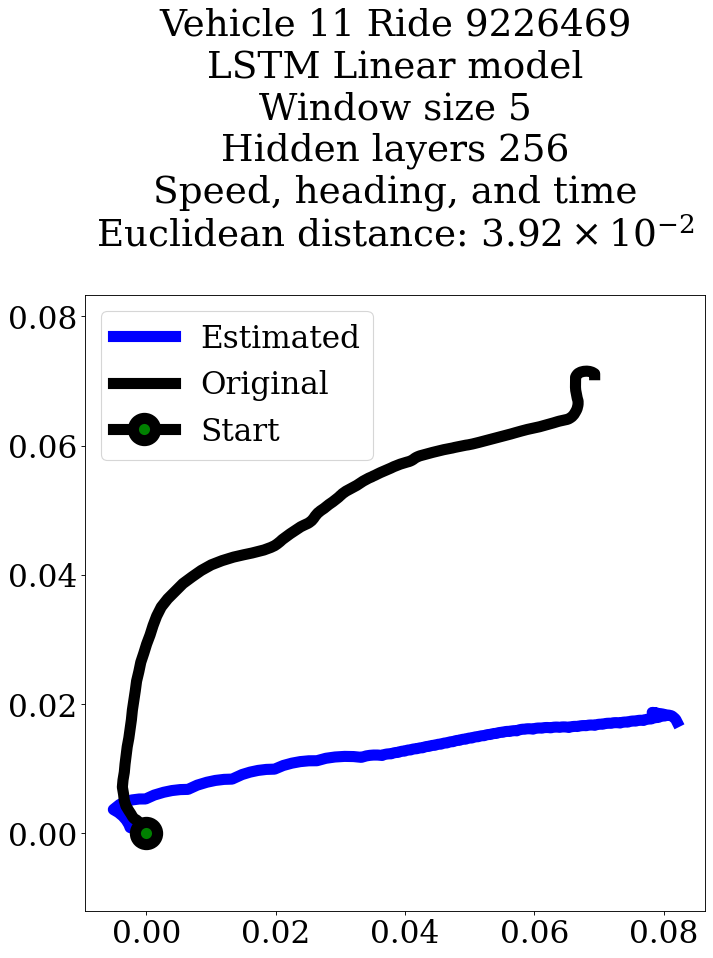 Vehicle 11 Ride 9226469
LSTM Linear model
Window size 5
Hidden layers 256
Speed, heading, and time
Euclidean distance: 3.92 × 10⁻²
0.08
Estimated
Original
Start
0.06
0.04
0.02
0.00
0.00 0.02 0.04 0.06 0.08